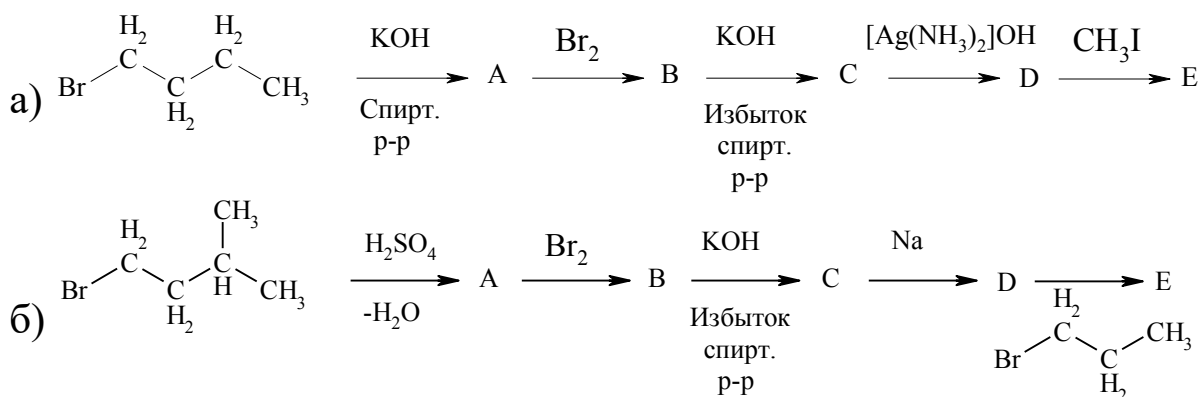 а) Br H₂ C C H₂ H₂ C CH₃ KOH Спирт. р-р A Br₂ B KOH Избыток спирт. р-р C [Ag(NH₃)₂]OH D CH₃I E
б) Br H₂ C C H₂ CH₃ C H CH₃ H₂SO₄ -H₂O A Br₂ B KOH Избыток спирт. р-р C Na D Br H₂ C C H₂ CH₃ E